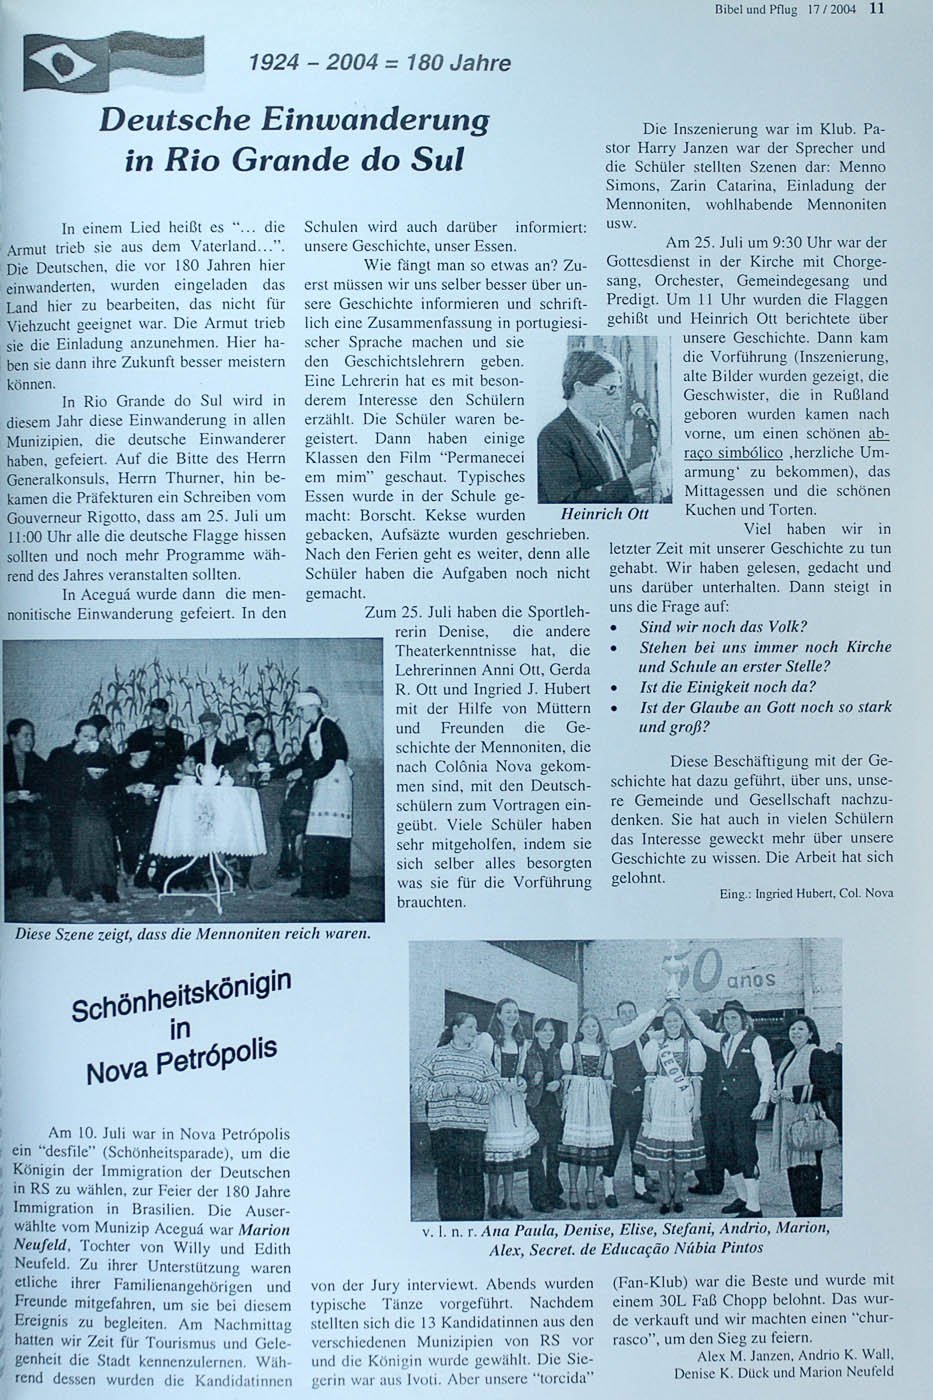 Bibel und Pflug 17 / 2004 11
1924 – 2004 = 180 Jahre
Deutsche Einwanderung
in Rio Grande do Sul
In einem Lied heißt es “... die
Armut trieb sie aus dem Vaterland...”.
Die Deutschen, die vor 180 Jahren hier
einwanderten, wurden eingeladen das
Land hier zu bearbeiten, das nicht für
Viehzucht geeignet war. Die Armut trieb
sie die Einladung anzunehmen. Hier ha-
ben sie dann ihre Zukunft besser meistern
können.
In Rio Grande do Sul wird in
diesem Jahr diese Einwanderung in allen
Munizipien, die deutsche Einwanderer
haben, gefeiert. Auf die Bitte des Herrn
Generalkonsuls, Herrn Thurner, hin be-
kamen die Präfekturen ein Schreiben vom
Gouverneur Rigotto, dass am 25. Juli um
11:00 Uhr alle die deutsche Flagge hissen
sollten und noch mehr Programme wäh-
rend des Jahres veranstalten sollten.
In Aceguá wurde dann die men-
nonitische Einwanderung gefeiert. In den
Schulen wird auch darüber informiert:
unsere Geschichte, unser Essen.
Wie fängt man so etwas an? Zu-
erst müssen wir uns selber besser über un-
sere Geschichte informieren und schrift-
lich eine Zusammenfassung in portugiesi-
scher Sprache machen und sie
den Geschichtslehrern geben.
Eine Lehrerin hat es mit beson-
derem Interesse den Schülern
erzählt. Die Schüler waren be-
geistert. Dann haben einige
Klassen den Film “Permanecei
em mim” geschaut. Typisches
Essen wurde in der Schule ge-
macht: Borscht. Kekse wurden
gebacken, Aufsäzte wurden geschrieben.
Nach den Ferien geht es weiter, denn alle
Schüler haben die Aufgaben noch nicht
gemacht.
Zum 25. Juli haben die Sportleh-
rerin Denise, die andere
Theaterkenntnisse hat, die
Lehrerinnen Anni Ott, Gerda
R. Ott und Ingried J. Hubert
mit der Hilfe von Müttern
und Freunden die Ge-
schichte der Mennoniten, die
nach Colônia Nova gekom-
men sind, mit den Deutsch-
schülern zum Vortragen ein-
geübt. Viele Schüler haben
sehr mitgeholfen, indem sie
sich selber alles besorgten
was sie für die Vorführung
brauchten.
Heinrich Ott
Die Inszenierung war im Klub. Pa-
stor Harry Janzen war der Sprecher und
die Schüler stellten Szenen dar: Menno
Simons, Zarin Catarina, Einladung der
Mennoniten, wohlhabende Mennoniten
usw.
Am 25. Juli um 9:30 Uhr war der
Gottesdienst in der Kirche mit Chorge-
sang, Orchester, Gemeindegesang und
Predigt. Um 11 Uhr wurden die Flaggen
gehißt und Heinrich Ott berichtete über
unsere Geschichte. Dann kam
die Vorführung (Inszenierung,
alte Bilder wurden gezeigt, die
Geschwister, die in Rußland
geboren wurden kamen nach
vorne, um einen schönen ab-
raço simbólico ‚herzliche Um-
armung‘ zu bekommen), das
Mittagessen und die schönen
Kuchen und Torten.
Viel haben wir in
letzter Zeit mit unserer Geschichte zu tun
gehabt. Wir haben gelesen, gedacht und
uns darüber unterhalten. Dann steigt in
uns die Frage auf:
• Sind wir noch das Volk?
• Stehen bei uns immer noch Kirche
und Schule an erster Stelle?
• Ist die Einigkeit noch da?
• Ist der Glaube an Gott noch so stark
und groß?
Diese Beschäftigung mit der Ge-
schichte hat dazu geführt, über uns, unse-
re Gemeinde und Gesellschaft nachzu-
denken. Sie hat auch in vielen Schülern
das Interesse geweckt mehr über unsere
Geschichte zu wissen. Die Arbeit hat sich
gelohnt.
Eing.: Ingried Hubert, Col. Nova
Diese Szene zeigt, dass die Mennoniten reich waren.
Schönheitskönigin
in
Nova Petrópolis
50 anos
ACEGUÁ
v. l. n. r. Ana Paula, Denise, Elise, Stefani, Andrio, Marion,
Alex, Secret. de Educação Núbia Pintos
Am 10. Juli war in Nova Petrópolis
ein “desfile” (Schönheitsparade), um die
Königin der Immigration der Deutschen
in RS zu wählen, zur Feier der 180 Jahre
Immigration in Brasilien. Die Auser-
wählte vom Munizip Aceguá war Marion
Neufeld, Tochter von Willy und Edith
Neufeld. Zu ihrer Unterstützung waren
etliche ihrer Familienangehörigen und
Freunde mitgefahren, um sie bei diesem
Ereignis zu begleiten. Am Nachmittag
hatten wir Zeit für Tourismus und Gele-
genheit die Stadt kennenzulernen. Wäh-
rend dessen wurden die Kandidatinnen
von der Jury interviewt. Abends wurden
typische Tänze vorgeführt. Nachdem
stellten sich die 13 Kandidatinnen aus den
verschiedenen Munizipien von RS vor
und die Königin wurde gewählt. Die Sie-
gerin war aus Ivoti. Aber unsere “torcida”
(Fan-Klub) war die Beste und wurde mit
einem 30L Faß Chopp belohnt. Das wur-
de verkauft und wir machten einen “chur-
rasco”, um den Sieg zu feiern.
Alex M. Janzen, Andrio K. Wall,
Denise K. Dück und Marion Neufeld